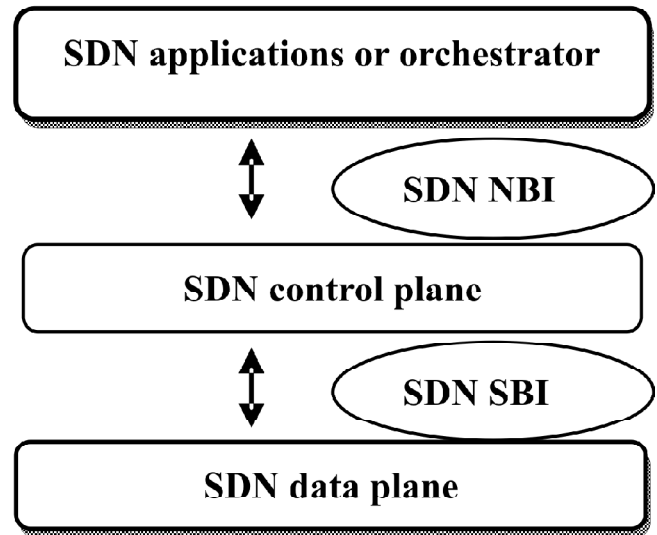 SDN applications or orchestrator
SDN NBI
SDN control plane
SDN SBI
SDN data plane